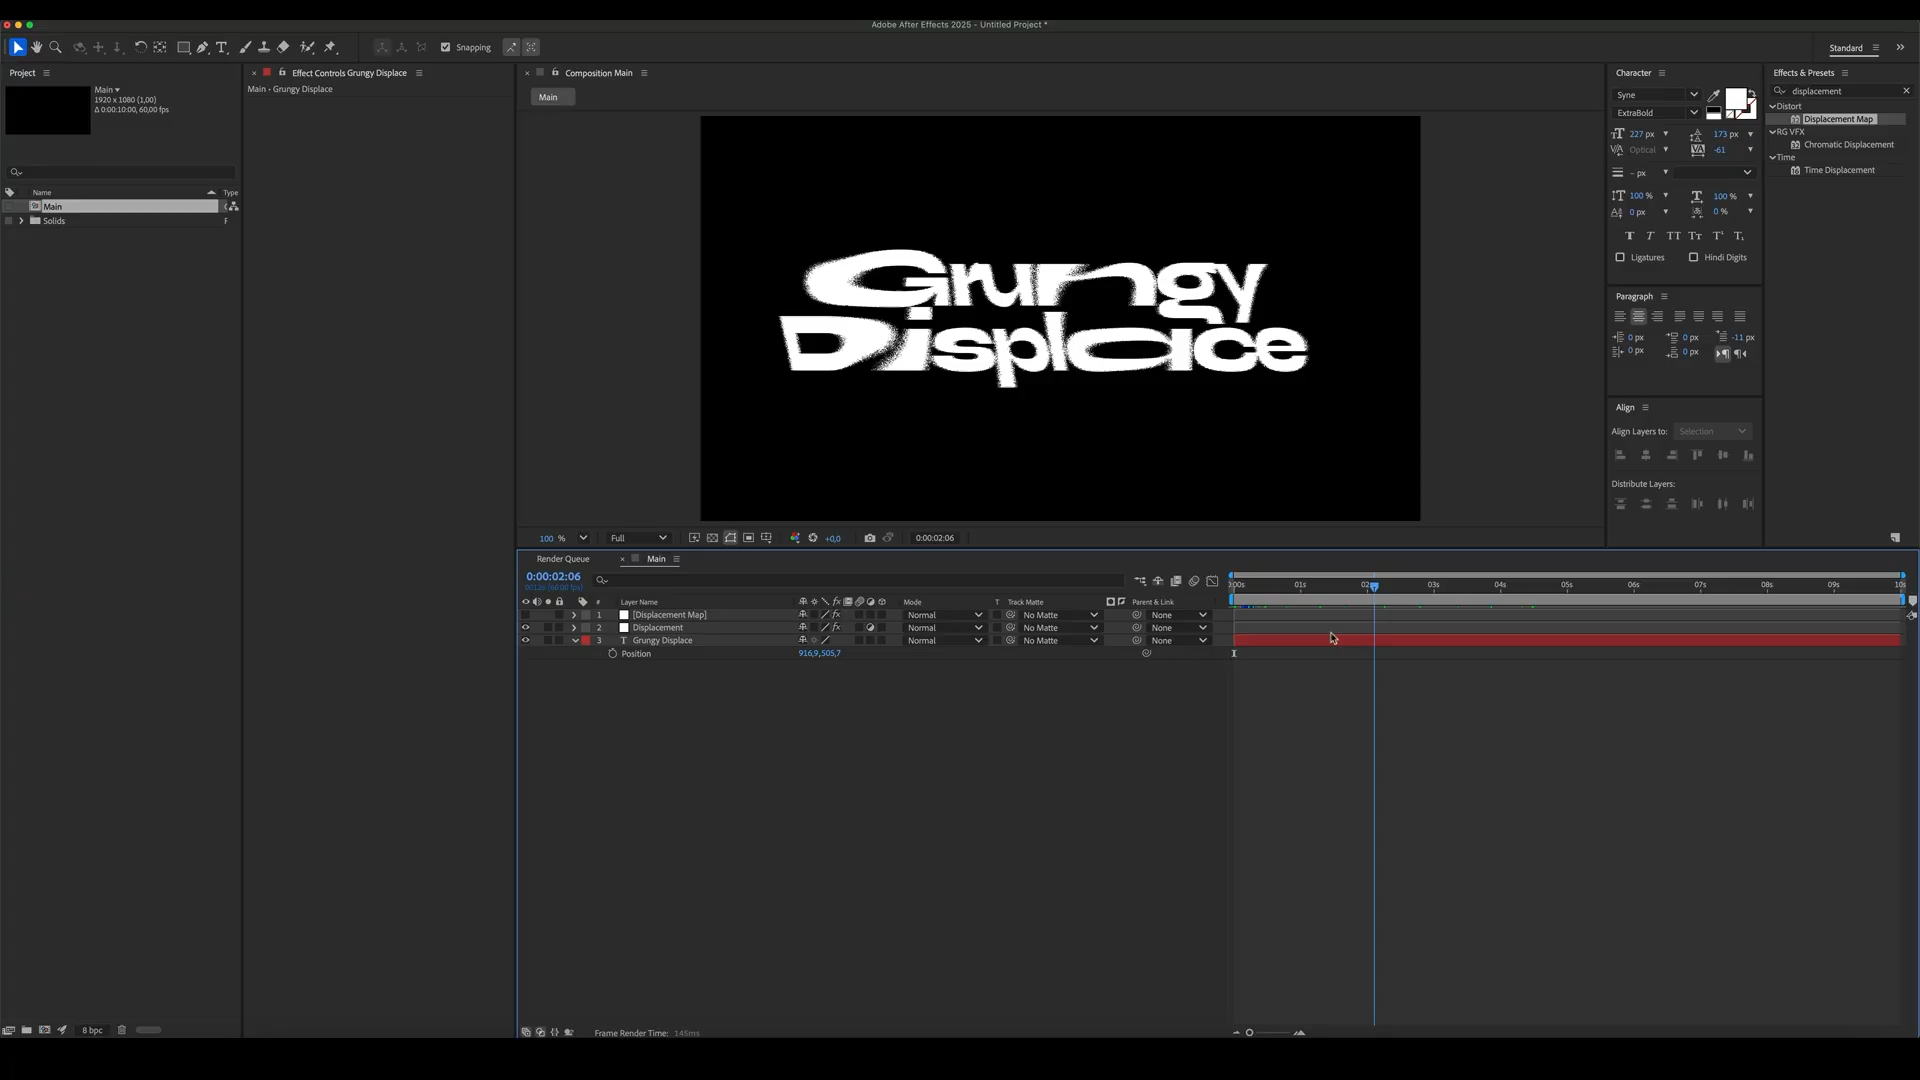 Adobe After Effects 2025 - Untitled Project *
Snapping
Standard
Project
Main
1920 x 1080 (1,00)
Δ 0:00:10:00, 60,00 fps
Name
Type
Main
Solids
F
8 bpc
Effect Controls Grungy Displace
Main • Grungy Displace
Composition Main
Main
Grungy
Displace
100 %
Full
+0,0
0:00:02:06
Character
Syne
ExtraBold
227 px
173 px
Optical
-61
- px
100 %
100 %
0 px
0 %
Ligatures
Hindi Digits
Paragraph
0 px
0 px
-11 px
0 px
0 px
Align
Align Layers to:
Selection
Distribute Layers:
Effects & Presets
displacement
Distort
Displacement Map
RG VFX
Chromatic Displacement
Time
Time Displacement
Render Queue
Main
0:00:02:06
# Layer Name Mode T Track Matte Parent & Link
1 [Displacement Map] Normal No Matte None
2 Displacement Normal No Matte None
3 T Grungy Displace Normal No Matte None
Position 916,9,505,7
01s
03s
04s
05s
06s
07s
08s
09s
Frame Render Time: 145ms